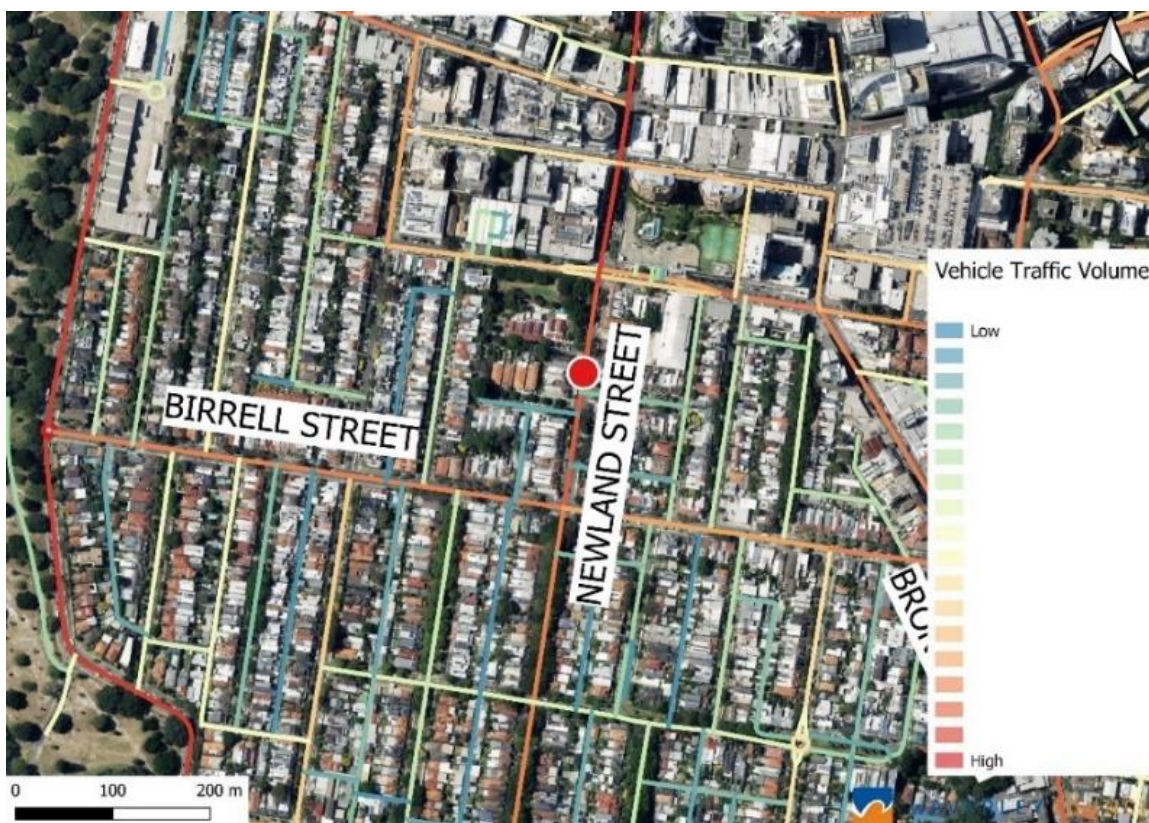 Vehicle Traffic Volume
Low
BIRRELL STREET
NEWLAND STREET
High
0 100 200 m